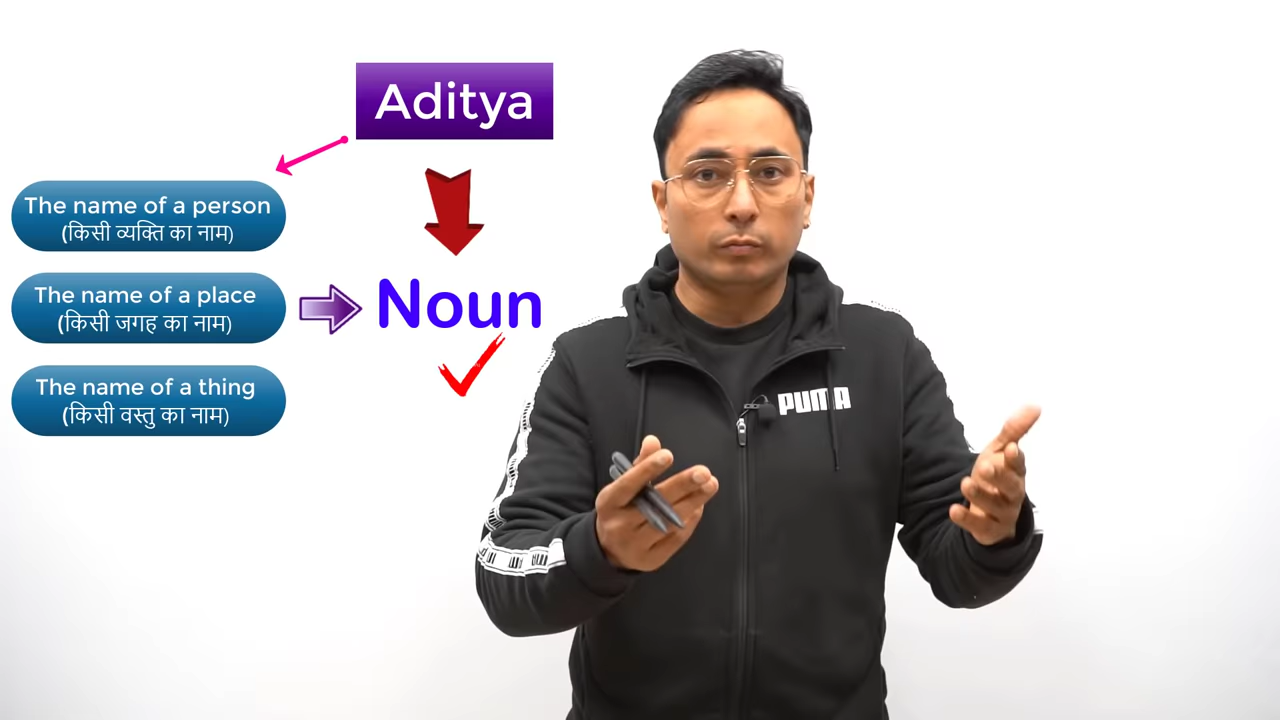 Aditya
The name of a person
(किसी व्यक्ति का नाम)
The name of a place
(किसी जगह का नाम)
The name of a thing
(किसी वस्तु का नाम)
Noun
PUMA